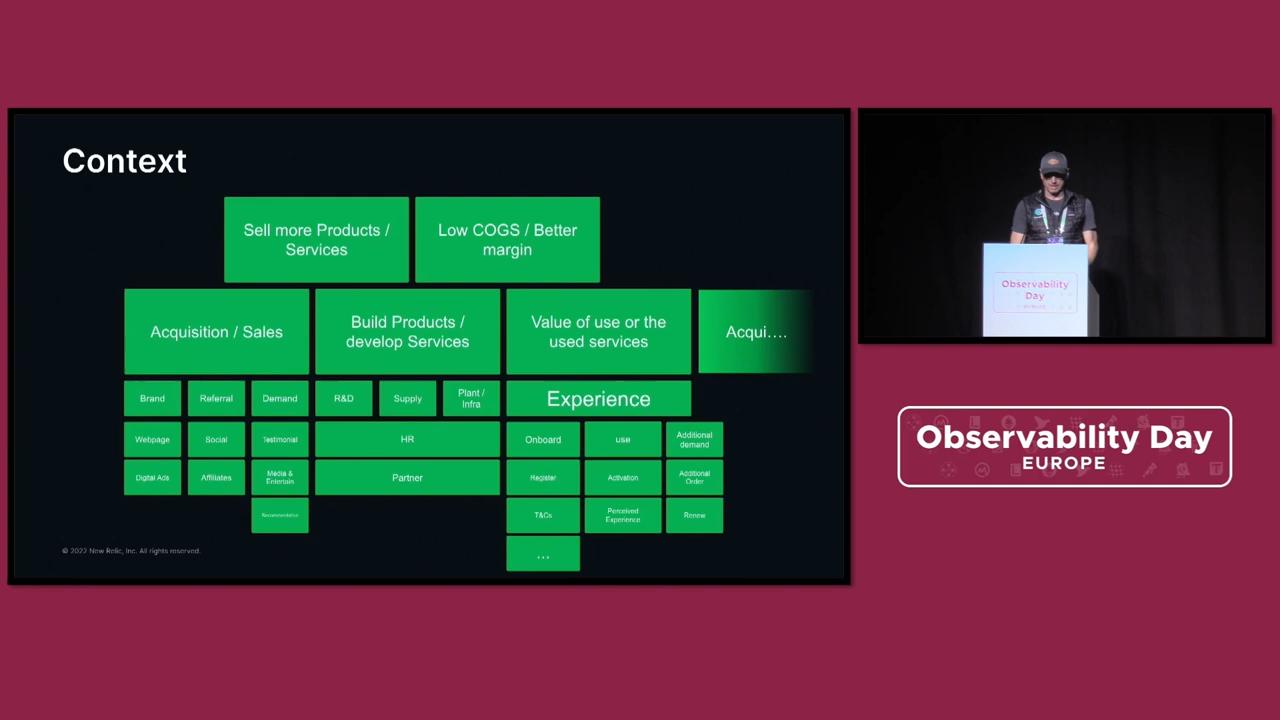 Context
Sell more Products /
Services
Low COGS / Better
margin
Acquisition / Sales
Build Products /
develop Services
Value of use or the
used services
Acqui....
Brand
Referral
Demand
R&D
Supply
Plant /
Infra
Experience
Webpage
Social
Testimonial
HR
Onboard
use
Additional
demand
Digital Ads
Affiliates
Media &
Entertain
Partner
Register
Activation
Additional
Order
Recommendation
T&Cs
Perceived
Experience
Renew
...
© 2022 New Relic, Inc. All rights reserved.
Observability
Day
Observability Day
EUROPE